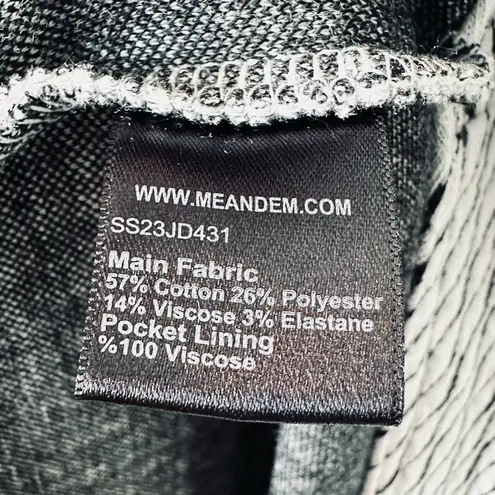 WWW.MEANDEM.COM
SS23JD431
Main Fabric
57% Cotton 26% Polyester
14% Viscose 3% Elastane
Pocket Lining
%100 Viscose